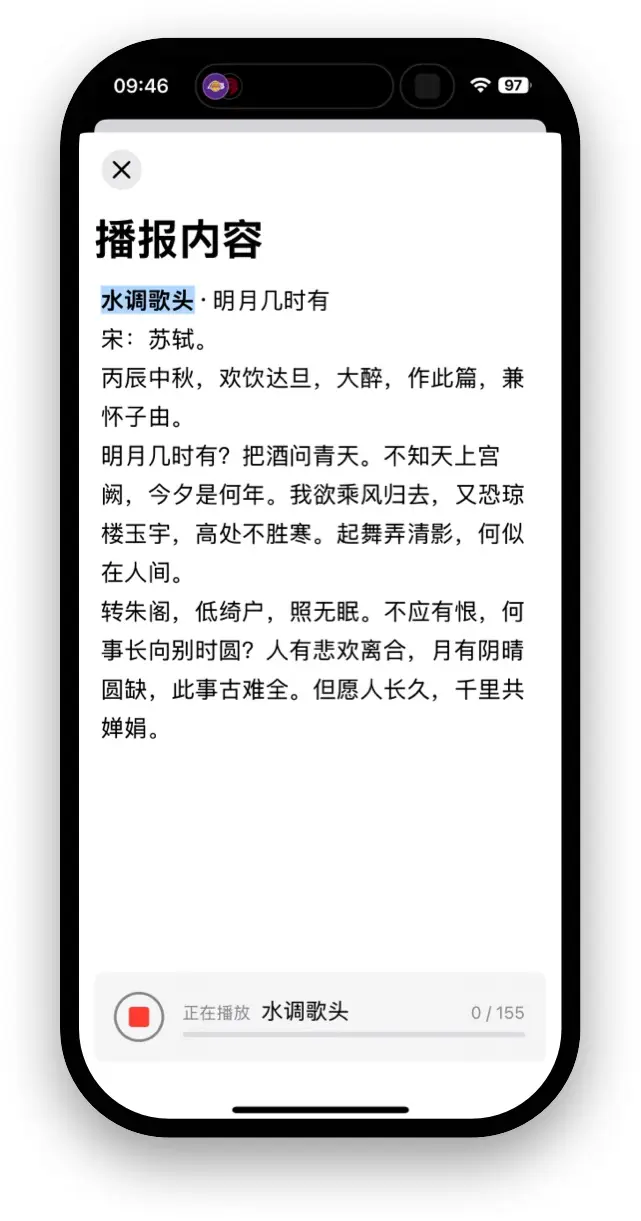 09:46
97
播报内容
水调歌头 · 明月几时有
宋：苏轼。
丙辰中秋，欢饮达旦，大醉，作此篇，兼
怀子由。
明月几时有？把酒问青天。不知天上宫
阙，今夕是何年。我欲乘风归去，又恐琼
楼玉宇，高处不胜寒。起舞弄清影，何似
在人间。
转朱阁，低绮户，照无眠。不应有恨，何
事长向别时圆？人有悲欢离合，月有阴晴
圆缺，此事古难全。但愿人长久，千里共
婵娟。
正在播放 水调歌头 0 / 155